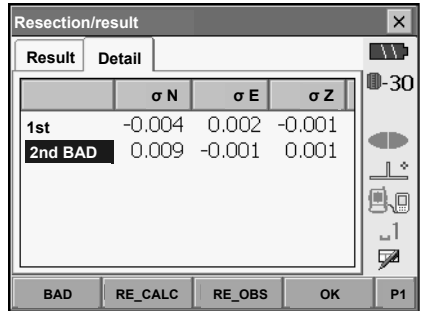 Resection/result
Result Detail
-30
σ N σ E σ Z
1st -0.004 0.002 -0.001
2nd BAD 0.009 -0.001 0.001
1
BAD RE_CALC RE_OBS OK P1